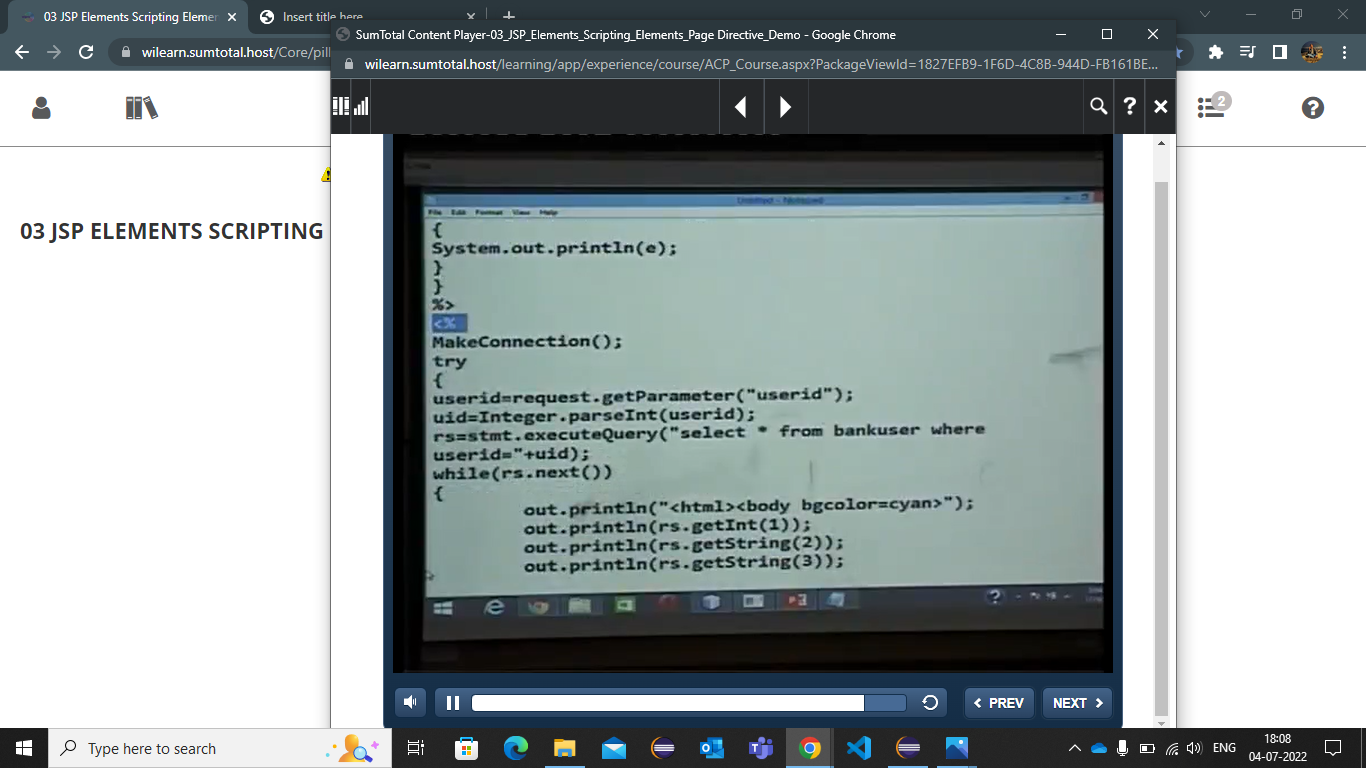 03 JSP Elements Scripting Elemen
Insert title here
wilearn.sumtotal.host/Core/pil
SumTotal Content Player-03_JSP_Elements_Scripting_Elements_Page Directive_Demo - Google Chrome
wilearn.sumtotal.host/learning/app/experience/course/ACP_Course.aspx?PackageViewId=1827EFB9-1F6D-4C8B-944D-FB161BE...
2
03 JSP ELEMENTS SCRIPTING
Untitled - Notepad
File Edit Format View Help
{
System.out.println(e);
}
}
%>
<%
MakeConnection();
try
{
userid=request.getParameter("userid");
uid=Integer.parseInt(userid);
rs=stmt.executeQuery("select * from bankuser where
userid="+uid);
while(rs.next())
{
out.println("<html><body bgcolor=cyan>");
out.println(rs.getInt(1));
out.println(rs.getString(2));
out.println(rs.getString(3));
PREV
NEXT
Type here to search
ENG
18:08
04-07-2022